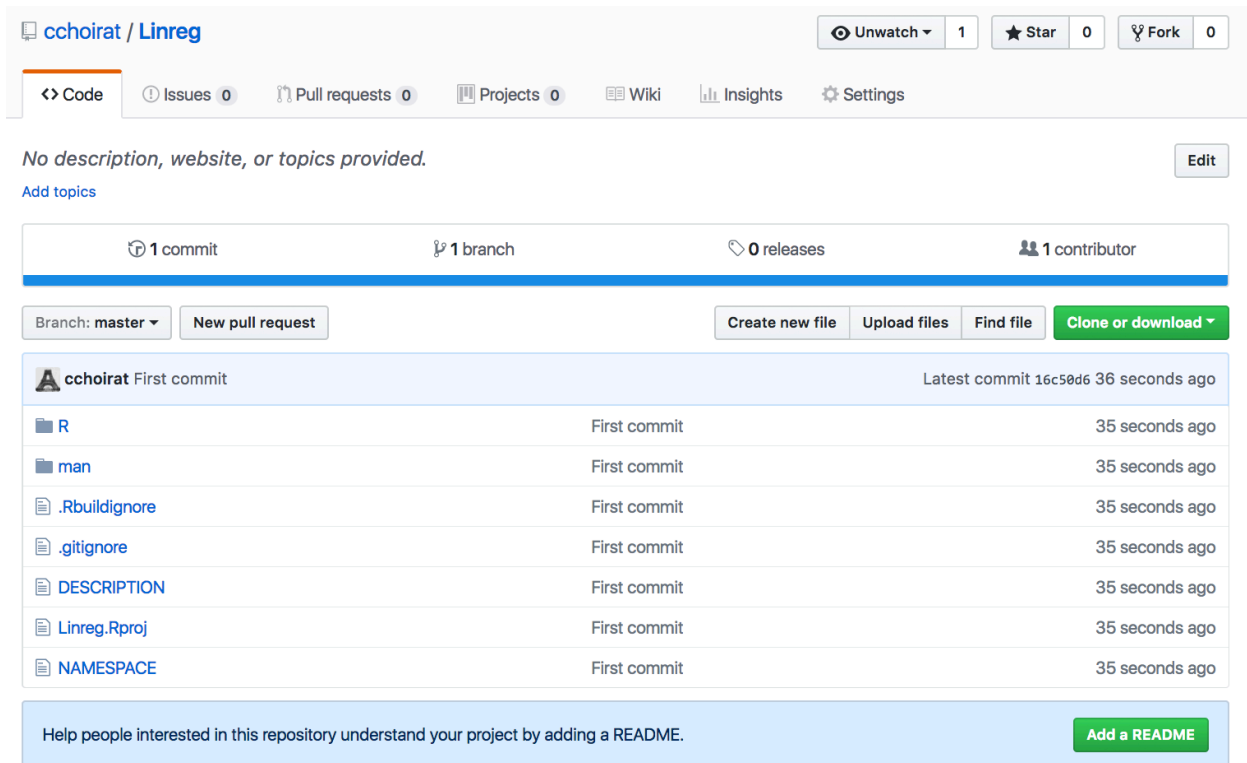 cchoirat / Linreg Unwatch 1 Star 0 Fork 0
Code Issues 0 Pull requests 0 Projects 0 Wiki Insights Settings
No description, website, or topics provided. Edit
Add topics
1 commit 1 branch 0 releases 1 contributor
Branch: master New pull request Create new file Upload files Find file Clone or download
cchoirat First commit Latest commit 16c50d6 36 seconds ago
R First commit 35 seconds ago
man First commit 35 seconds ago
.Rbuildignore First commit 35 seconds ago
.gitignore First commit 35 seconds ago
DESCRIPTION First commit 35 seconds ago
Linreg.Rproj First commit 35 seconds ago
NAMESPACE First commit 35 seconds ago
Help people interested in this repository understand your project by adding a README. Add a README